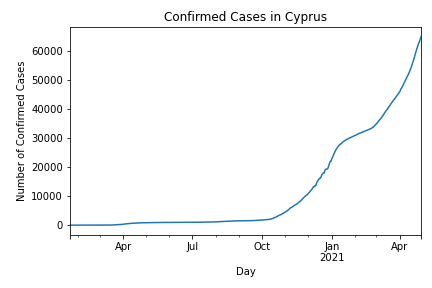 Confirmed Cases in Cyprus
Number of Confirmed Cases
60000
50000
40000
30000
20000
10000
0
Apr Jul Oct Jan Apr
2021
Day